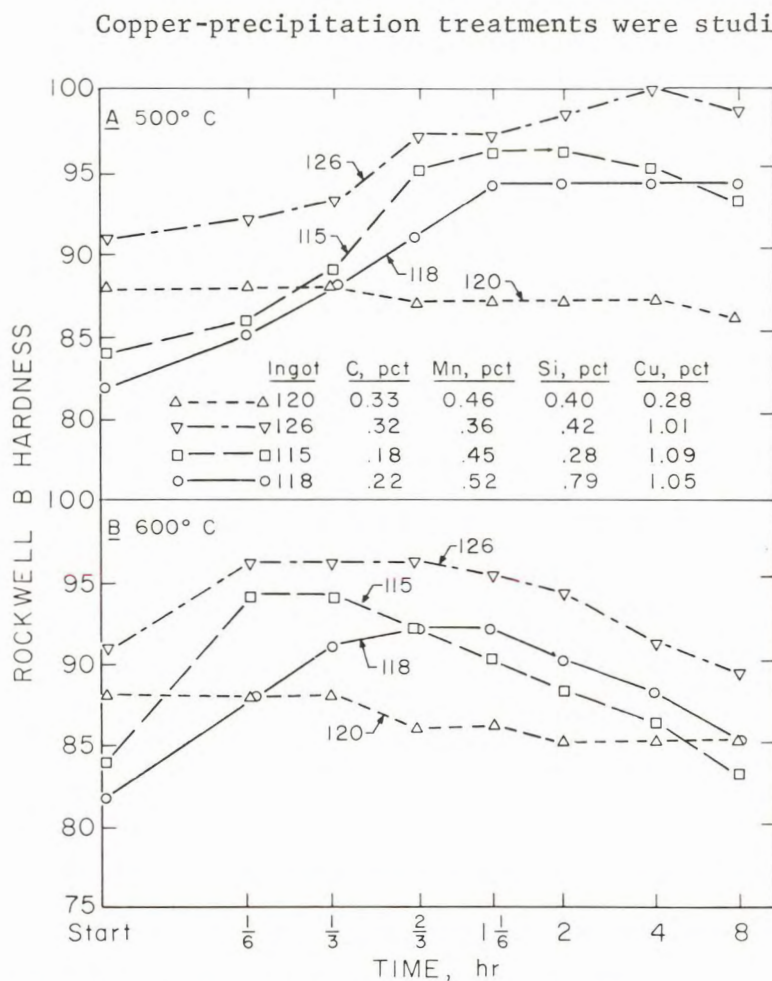 Copper-precipitation treatments were studi
100
A 500° C
126
95
115
90
118
120
85
Ingot C, pct Mn, pct Si, pct Cu, pct
120 0.33 0.46 0.40 0.28
126 .32 .36 .42 1.01
115 .18 .45 .28 1.09
118 .22 .52 .79 1.05
80
ROCKWELL B HARDNESS
100
B 600° C
126
95
115
90
118
120
85
80
75
Start 1/6 1/3 2/3 1 1/6 2 4 8
TIME, hr